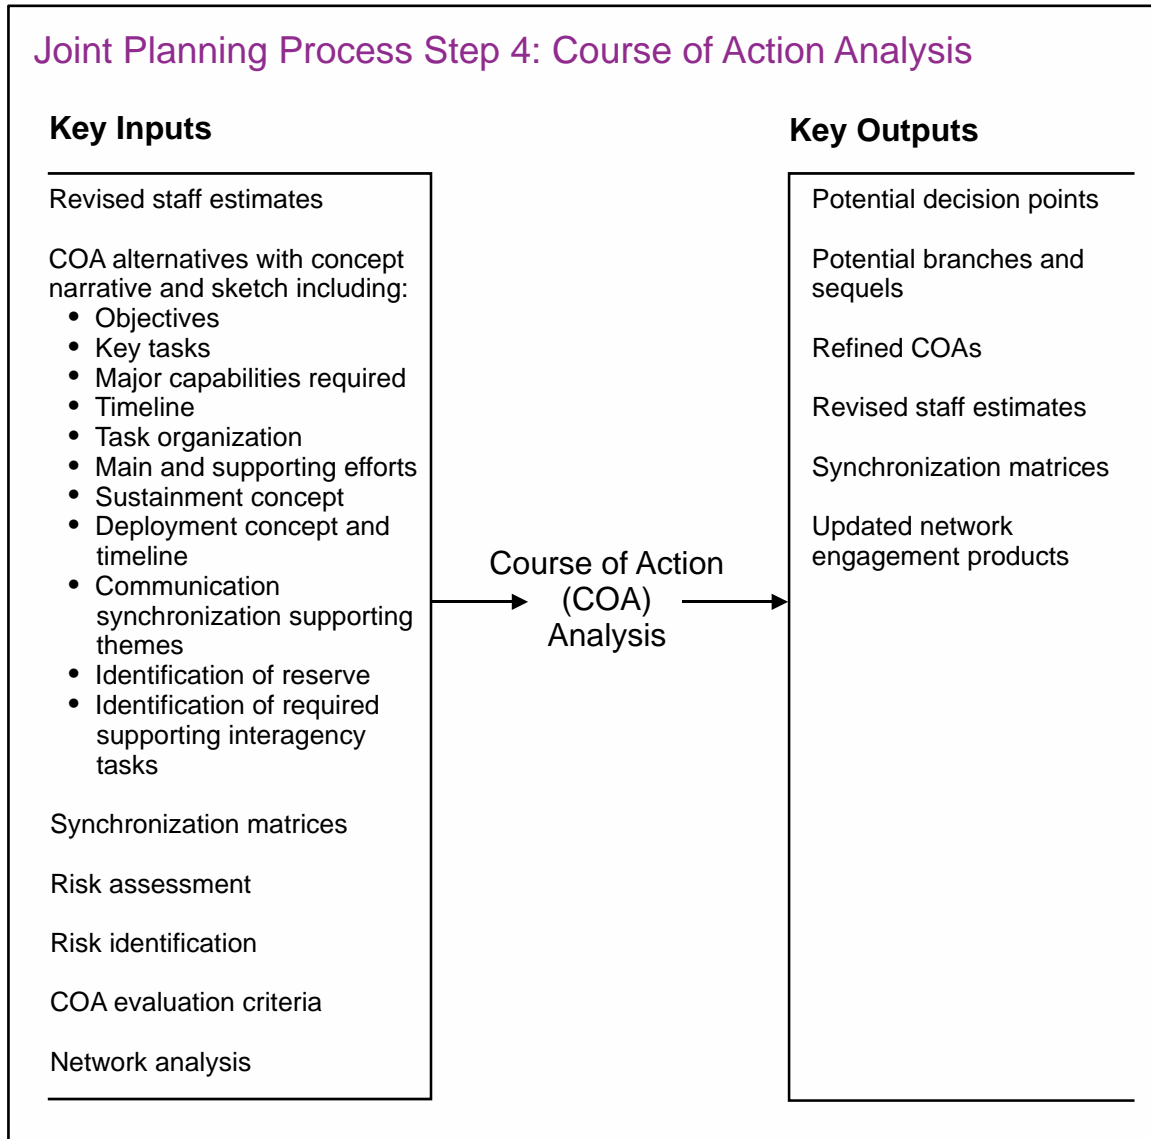 Joint Planning Process Step 4: Course of Action Analysis
Key Inputs
Revised staff estimates
COA alternatives with concept
narrative and sketch including:
• Objectives
• Key tasks
• Major capabilities required
• Timeline
• Task organization
• Main and supporting efforts
• Sustainment concept
• Deployment concept and
timeline
• Communication
synchronization supporting
themes
• Identification of reserve
• Identification of required
supporting interagency
tasks
Synchronization matrices
Risk assessment
Risk identification
COA evaluation criteria
Network analysis
Course of Action
(COA)
Analysis
Key Outputs
Potential decision points
Potential branches and
sequels
Refined COAs
Revised staff estimates
Synchronization matrices
Updated network
engagement products